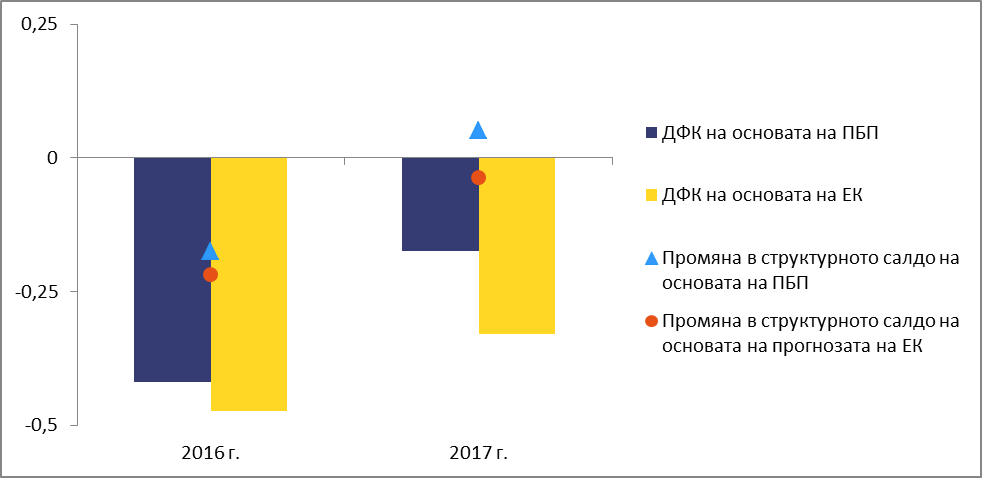 0,25
0
-0,25
-0,5
2016 г.
2017 г.
ДФК на основата на ПБП
ДФК на основата на ЕК
Промяна в структурното салдо на
основата на ПБП
Промяна в структурното салдо на
основата на прогнозата на ЕК